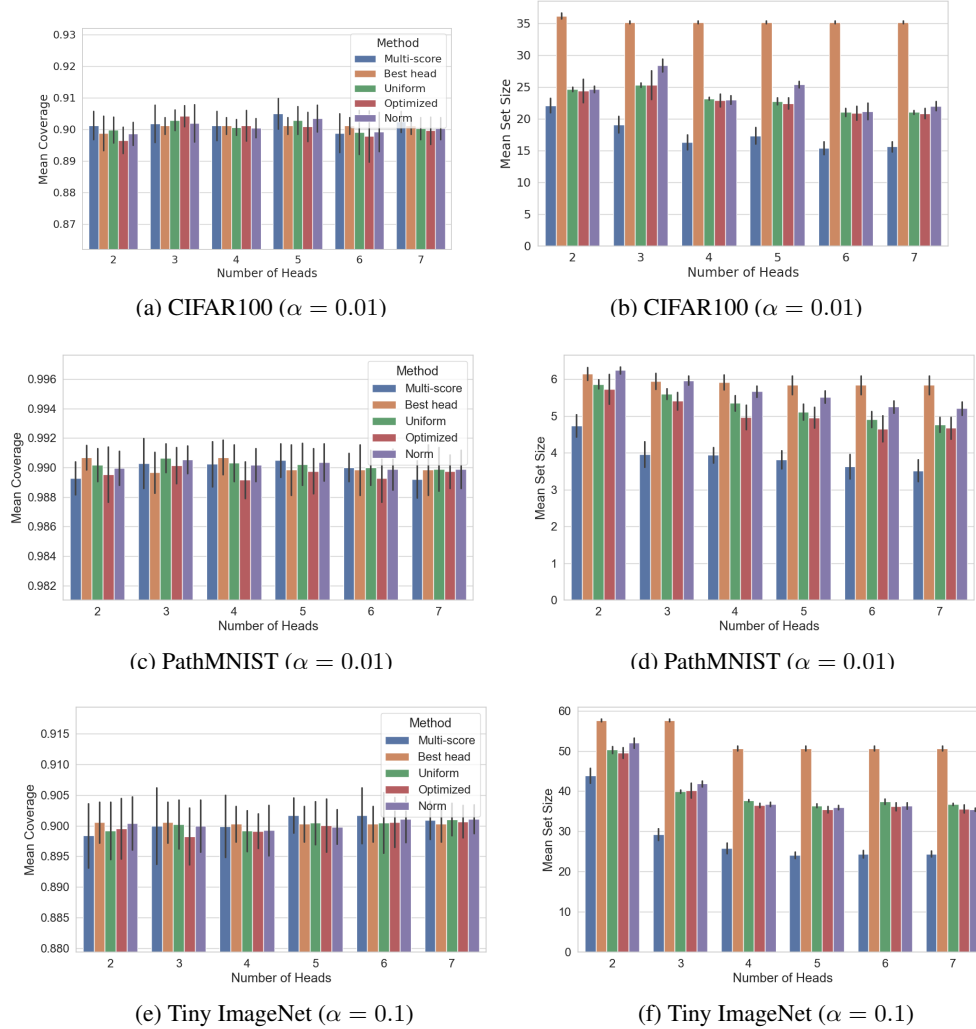 0.93
0.92
0.91
0.90
0.89
0.88
0.87
Mean Coverage
Method
Multi-score
Best head
Uniform
Optimized
Norm
2 3 4 5 6 7
Number of Heads
(a) CIFAR100 (α = 0.01)
35
30
25
20
15
10
5
0
Mean Set Size
2 3 4 5 6 7
Number of Heads
(b) CIFAR100 (α = 0.01)
0.996
0.994
0.992
0.990
0.988
0.986
0.984
0.982
Mean Coverage
Method
Multi-score
Best head
Uniform
Optimized
Norm
2 3 4 5 6 7
Number of Heads
(c) PathMNIST (α = 0.01)
6
5
4
3
2
1
0
Mean Set Size
2 3 4 5 6 7
Number of Heads
(d) PathMNIST (α = 0.01)
0.915
0.910
0.905
0.900
0.895
0.890
0.885
0.880
Mean Coverage
Method
Multi-score
Best head
Uniform
Optimized
Norm
2 3 4 5 6 7
Number of Heads
(e) Tiny ImageNet (α = 0.1)
60
50
40
30
20
10
0
Mean Set Size
2 3 4 5 6 7
Number of Heads
(f) Tiny ImageNet (α = 0.1)